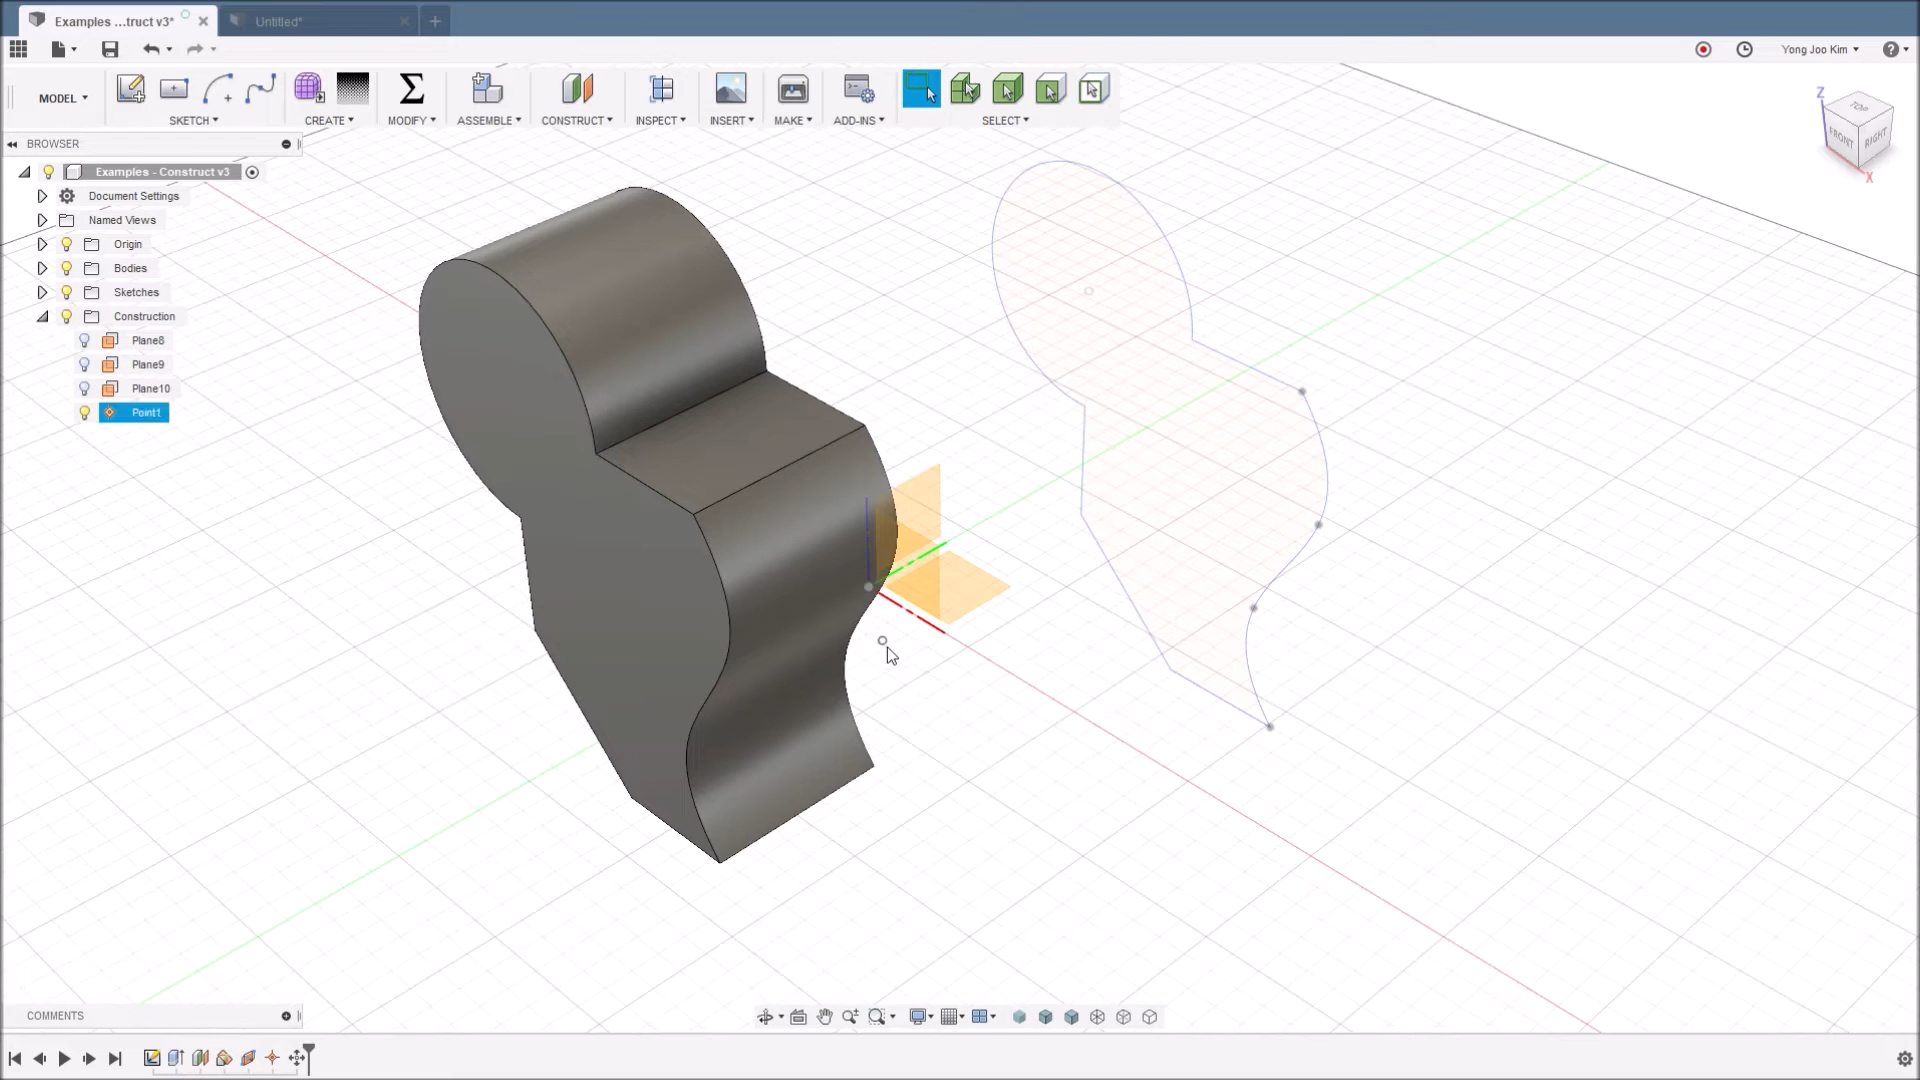 Examples ...truct v3*
Untitled*
Yong Joo Kim
MODEL
SKETCH
CREATE
MODIFY
ASSEMBLE
CONSTRUCT
INSPECT
INSERT
MAKE
ADD-INS
SELECT
BROWSER
Examples - Construct v3
Document Settings
Named Views
Origin
Bodies
Sketches
Construction
Plane8
Plane9
Plane10
Point1
Z
TOP
FRONT
RIGHT
X
COMMENTS